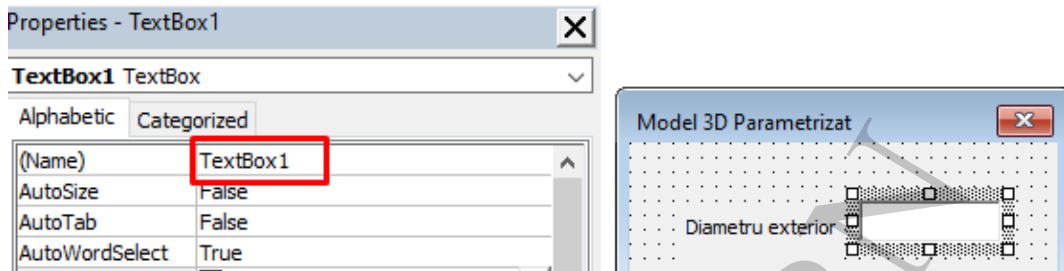 Properties - TextBox1
TextBox1 TextBox
Alphabetic Categorized
(Name) TextBox1
AutoSize False
AutoTab False
AutoWordSelect True
Model 3D Parametrizat
Diametru exterior